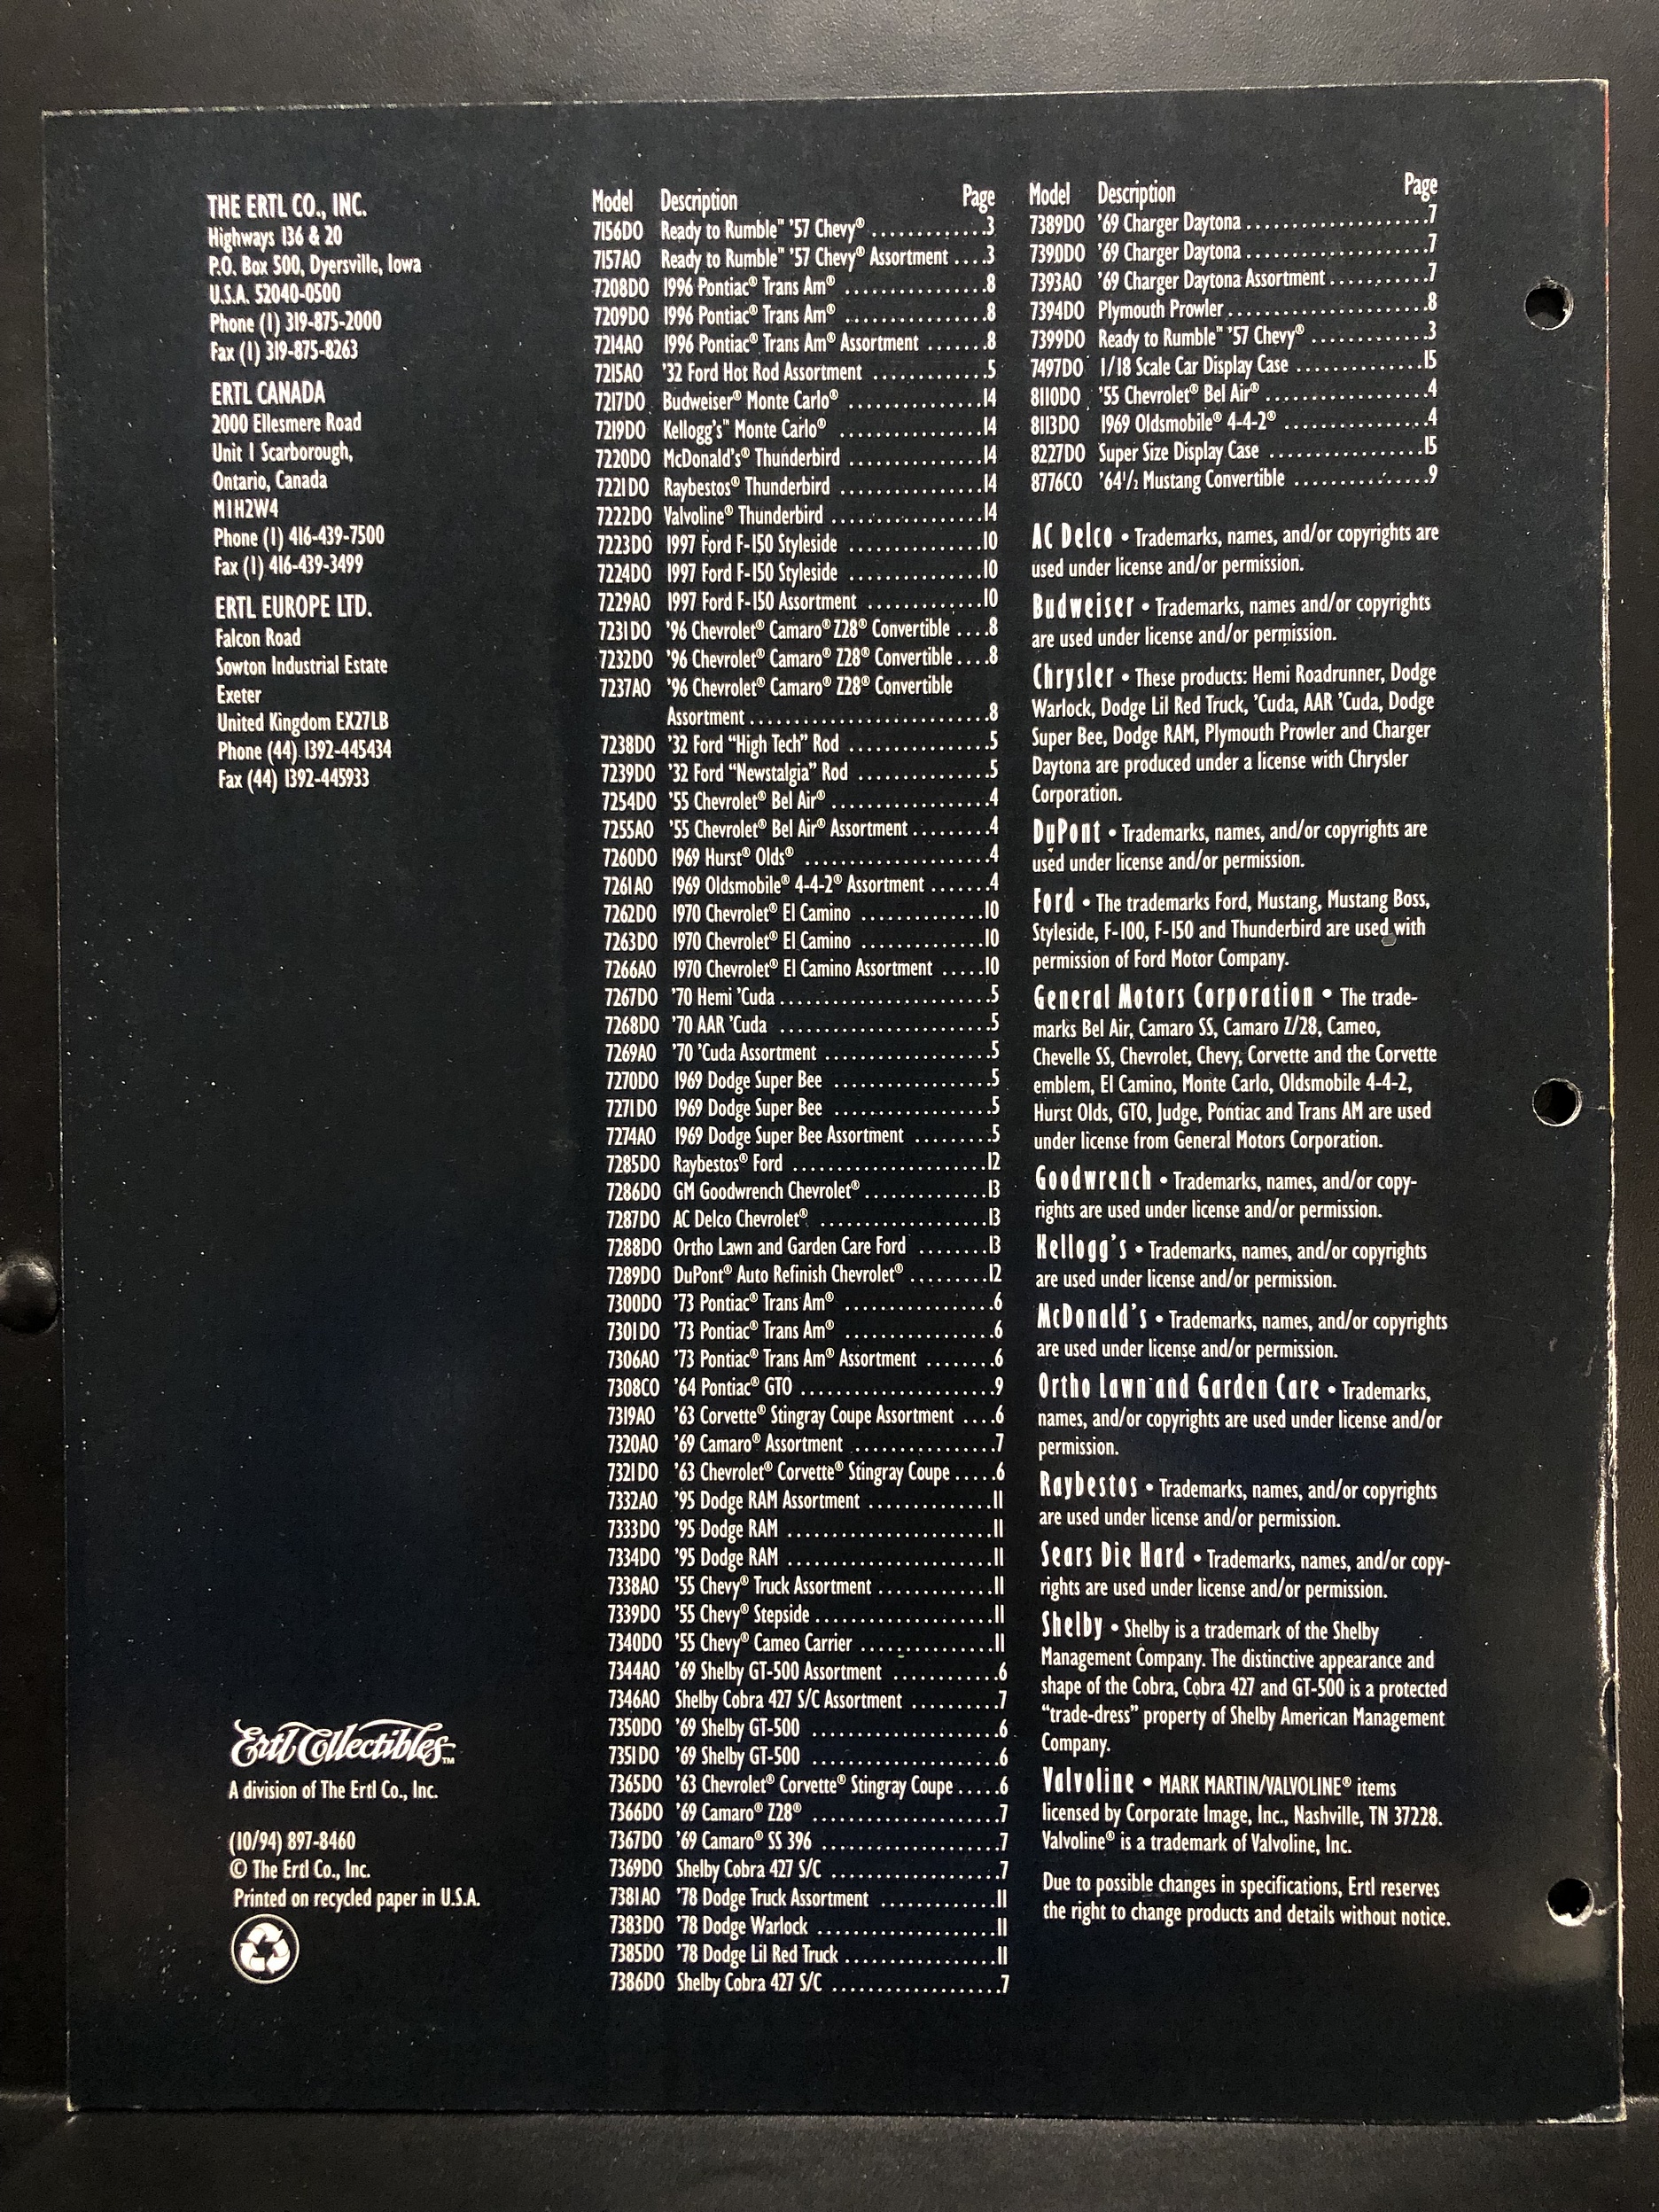 THE ERTL CO., INC.
Highways 136 & 20
P.O. Box 500, Dyersville, Iowa
U.S.A. 52040-0500
Phone (1) 319-875-2000
Fax (1) 319-875-8263
ERTL CANADA
2000 Ellesmere Road
Unit 1 Scarborough,
Ontario, Canada
M1H2W4
Phone (1) 416-439-7500
Fax (1) 416-439-3499
ERTL EUROPE LTD.
Falcon Road
Sowton Industrial Estate
Exeter
United Kingdom EX27LB
Phone (44) 1392-445434
Fax (44) 1392-445933
Ertl Collectibles™
A division of The Ertl Co., Inc.
(10/94) 897-8460
© The Ertl Co., Inc.
Printed on recycled paper in U.S.A.
Model Description Page
7156DO Ready to Rumble™ '57 Chevy® ............3
7157AO Ready to Rumble™ '57 Chevy® Assortment ....3
7208DO 1996 Pontiac® Trans Am® ...............8
7209DO 1996 Pontiac® Trans Am® ...............8
7214AO 1996 Pontiac® Trans Am® Assortment .......8
7215AO '32 Ford Hot Rod Assortment ............5
7217DO Budweiser® Monte Carlo® ..............14
7219DO Kellogg's™ Monte Carlo® ...............14
7220DO McDonald's® Thunderbird ..............14
7221DO Raybestos® Thunderbird ...............14
7222DO Valvoline® Thunderbird ................14
7223DO 1997 Ford F-150 Styleside ..............10
7224DO 1997 Ford F-150 Styleside ..............10
7229AO 1997 Ford F-150 Assortment ............10
7231DO '96 Chevrolet® Camaro® Z28® Convertible ....8
7232DO '96 Chevrolet® Camaro® Z28® Convertible ....8
7237AO '96 Chevrolet® Camaro® Z28® Convertible
Assortment .........................8
7238DO '32 Ford “High Tech” Rod ...............5
7239DO '32 Ford “Newstalgia” Rod ..............5
7254DO '55 Chevrolet® Bel Air® .................4
7255AO '55 Chevrolet® Bel Air® Assortment .........4
7260DO 1969 Hurst® Olds® ....................4
7261AO 1969 Oldsmobile® 4-4-2® Assortment .......4
7262DO 1970 Chevrolet® El Camino .............10
7263DO 1970 Chevrolet® El Camino .............10
7266AO 1970 Chevrolet® El Camino Assortment .....10
7267DO '70 Hemi 'Cuda ......................5
7268DO '70 AAR 'Cuda ......................5
7269AO '70 'Cuda Assortment .................5
7270DO 1969 Dodge Super Bee ................5
7271DO 1969 Dodge Super Bee ................5
7274AO 1969 Dodge Super Bee Assortment .........5
7285DO Raybestos® Ford .....................12
7286DO GM Goodwrench Chevrolet® .............13
7287DO AC Delco Chevrolet® ..................13
7288DO Ortho Lawn and Garden Care Ford ........13
7289DO DuPont® Auto Refinish Chevrolet® .........12
7300DO '73 Pontiac® Trans Am® ................6
7301DO '73 Pontiac® Trans Am® ................6
7306AO '73 Pontiac® Trans Am® Assortment ........6
7308CO '64 Pontiac® GTO .....................9
7319AO '63 Corvette® Stingray Coupe Assortment ....6
7320AO '69 Camaro® Assortment ...............7
7321DO '63 Chevrolet® Corvette® Stingray Coupe .....6
7332AO '95 Dodge RAM Assortment .............11
7333DO '95 Dodge RAM ......................11
7334DO '95 Dodge RAM ......................11
7338AO '55 Chevy® Truck Assortment ............11
7339DO '55 Chevy® Stepside ...................11
7340DO '55 Chevy® Cameo Carrier ..............11
7344AO '69 Shelby GT-500 Assortment ...........6
7346AO Shelby Cobra 427 S/C Assortment .........7
7350DO '69 Shelby GT-500 ....................6
7351DO '69 Shelby GT-500 ....................6
7365DO '63 Chevrolet® Corvette® Stingray Coupe .....6
7366DO '69 Camaro® Z28® ....................7
7367DO '69 Camaro® SS 396 ...................7
7369DO Shelby Cobra 427 S/C ..................7
7381AO '78 Dodge Truck Assortment ............11
7383DO '78 Dodge Warlock ...................11
7385DO '78 Dodge Lil Red Truck ................11
7386DO Shelby Cobra 427 S/C ..................7
Model Description Page
7389DO '69 Charger Daytona ...................7
7390DO '69 Charger Daytona ...................7
7393AO '69 Charger Daytona Assortment ..........7
7394DO Plymouth Prowler .....................8
7399DO Ready to Rumble™ '57 Chevy® ............3
7497DO 1/18 Scale Car Display Case .............15
8110DO '55 Chevrolet® Bel Air® .................4
8113DO 1969 Oldsmobile® 4-4-2® ...............4
8227DO Super Size Display Case ................15
8776CO '64½ Mustang Convertible ..............9
AC Delco • Trademarks, names, and/or copyrights are
used under license and/or permission.
Budweiser • Trademarks, names and/or copyrights
are used under license and/or permission.
Chrysler • These products: Hemi Roadrunner, Dodge
Warlock, Dodge Lil Red Truck, 'Cuda, AAR 'Cuda, Dodge
Super Bee, Dodge RAM, Plymouth Prowler and Charger
Daytona are produced under a license with Chrysler
Corporation.
DuPont • Trademarks, names, and/or copyrights are
used under license and/or permission.
Ford • The trademarks Ford, Mustang, Mustang Boss,
Styleside, F-100, F-150 and Thunderbird are used with
permission of Ford Motor Company.
General Motors Corporation • The trade-
marks Bel Air, Camaro SS, Camaro Z/28, Cameo,
Chevelle SS, Chevrolet, Chevy, Corvette and the Corvette
emblem, El Camino, Monte Carlo, Oldsmobile 4-4-2,
Hurst Olds, GTO, Judge, Pontiac and Trans AM are used
under license from General Motors Corporation.
Goodwrench • Trademarks, names, and/or copy-
rights are used under license and/or permission.
Kellogg's • Trademarks, names, and/or copyrights
are used under license and/or permission.
McDonald's • Trademarks, names, and/or copyrights
are used under license and/or permission.
Ortho Lawn and Garden Care • Trademarks,
names, and/or copyrights are used under license and/or
permission.
Raybestos • Trademarks, names, and/or copyrights
are used under license and/or permission.
Sears Die Hard • Trademarks, names, and/or copy-
rights are used under license and/or permission.
Shelby • Shelby is a trademark of the Shelby
Management Company. The distinctive appearance and
shape of the Cobra, Cobra 427 and GT-500 is a protected
“trade-dress” property of Shelby American Management
Company.
Valvoline • MARK MARTIN/VALVOLINE® items
licensed by Corporate Image, Inc., Nashville, TN 37228.
Valvoline® is a trademark of Valvoline, Inc.
Due to possible changes in specifications, Ertl reserves
the right to change products and details without notice.